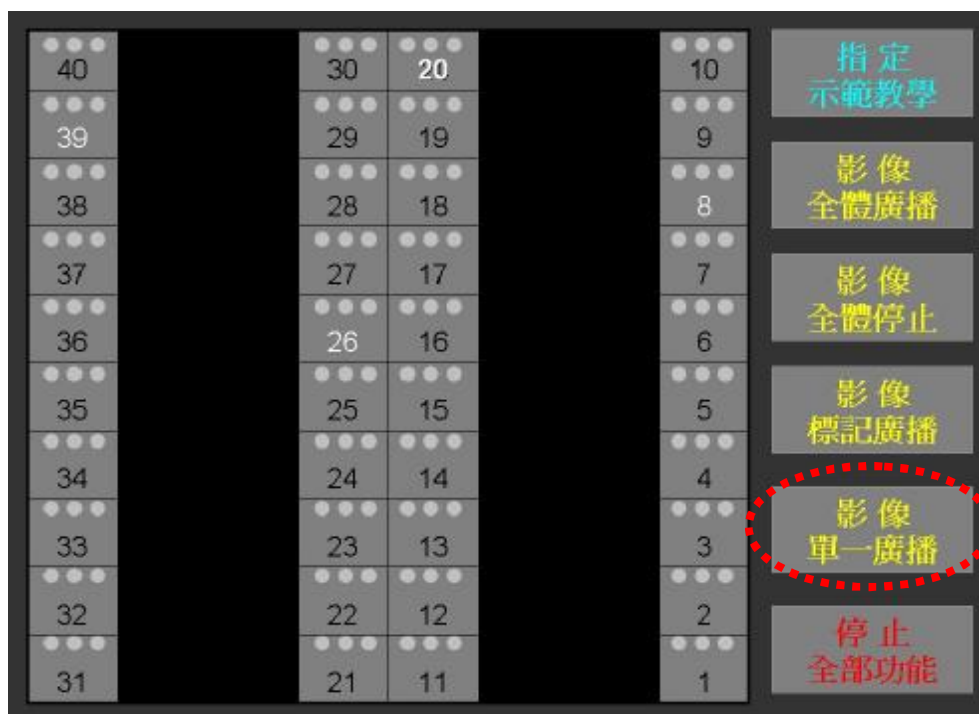 40 30 20 10
39 29 19 9
38 28 18 8
37 27 17 7
36 26 16 6
35 25 15 5
34 24 14 4
33 23 13 3
32 22 12 2
31 21 11 1
指 定
示範教學
影 像
全體廣播
影 像
全體停止
影 像
標記廣播
影 像
單一廣播
停 止
全部功能